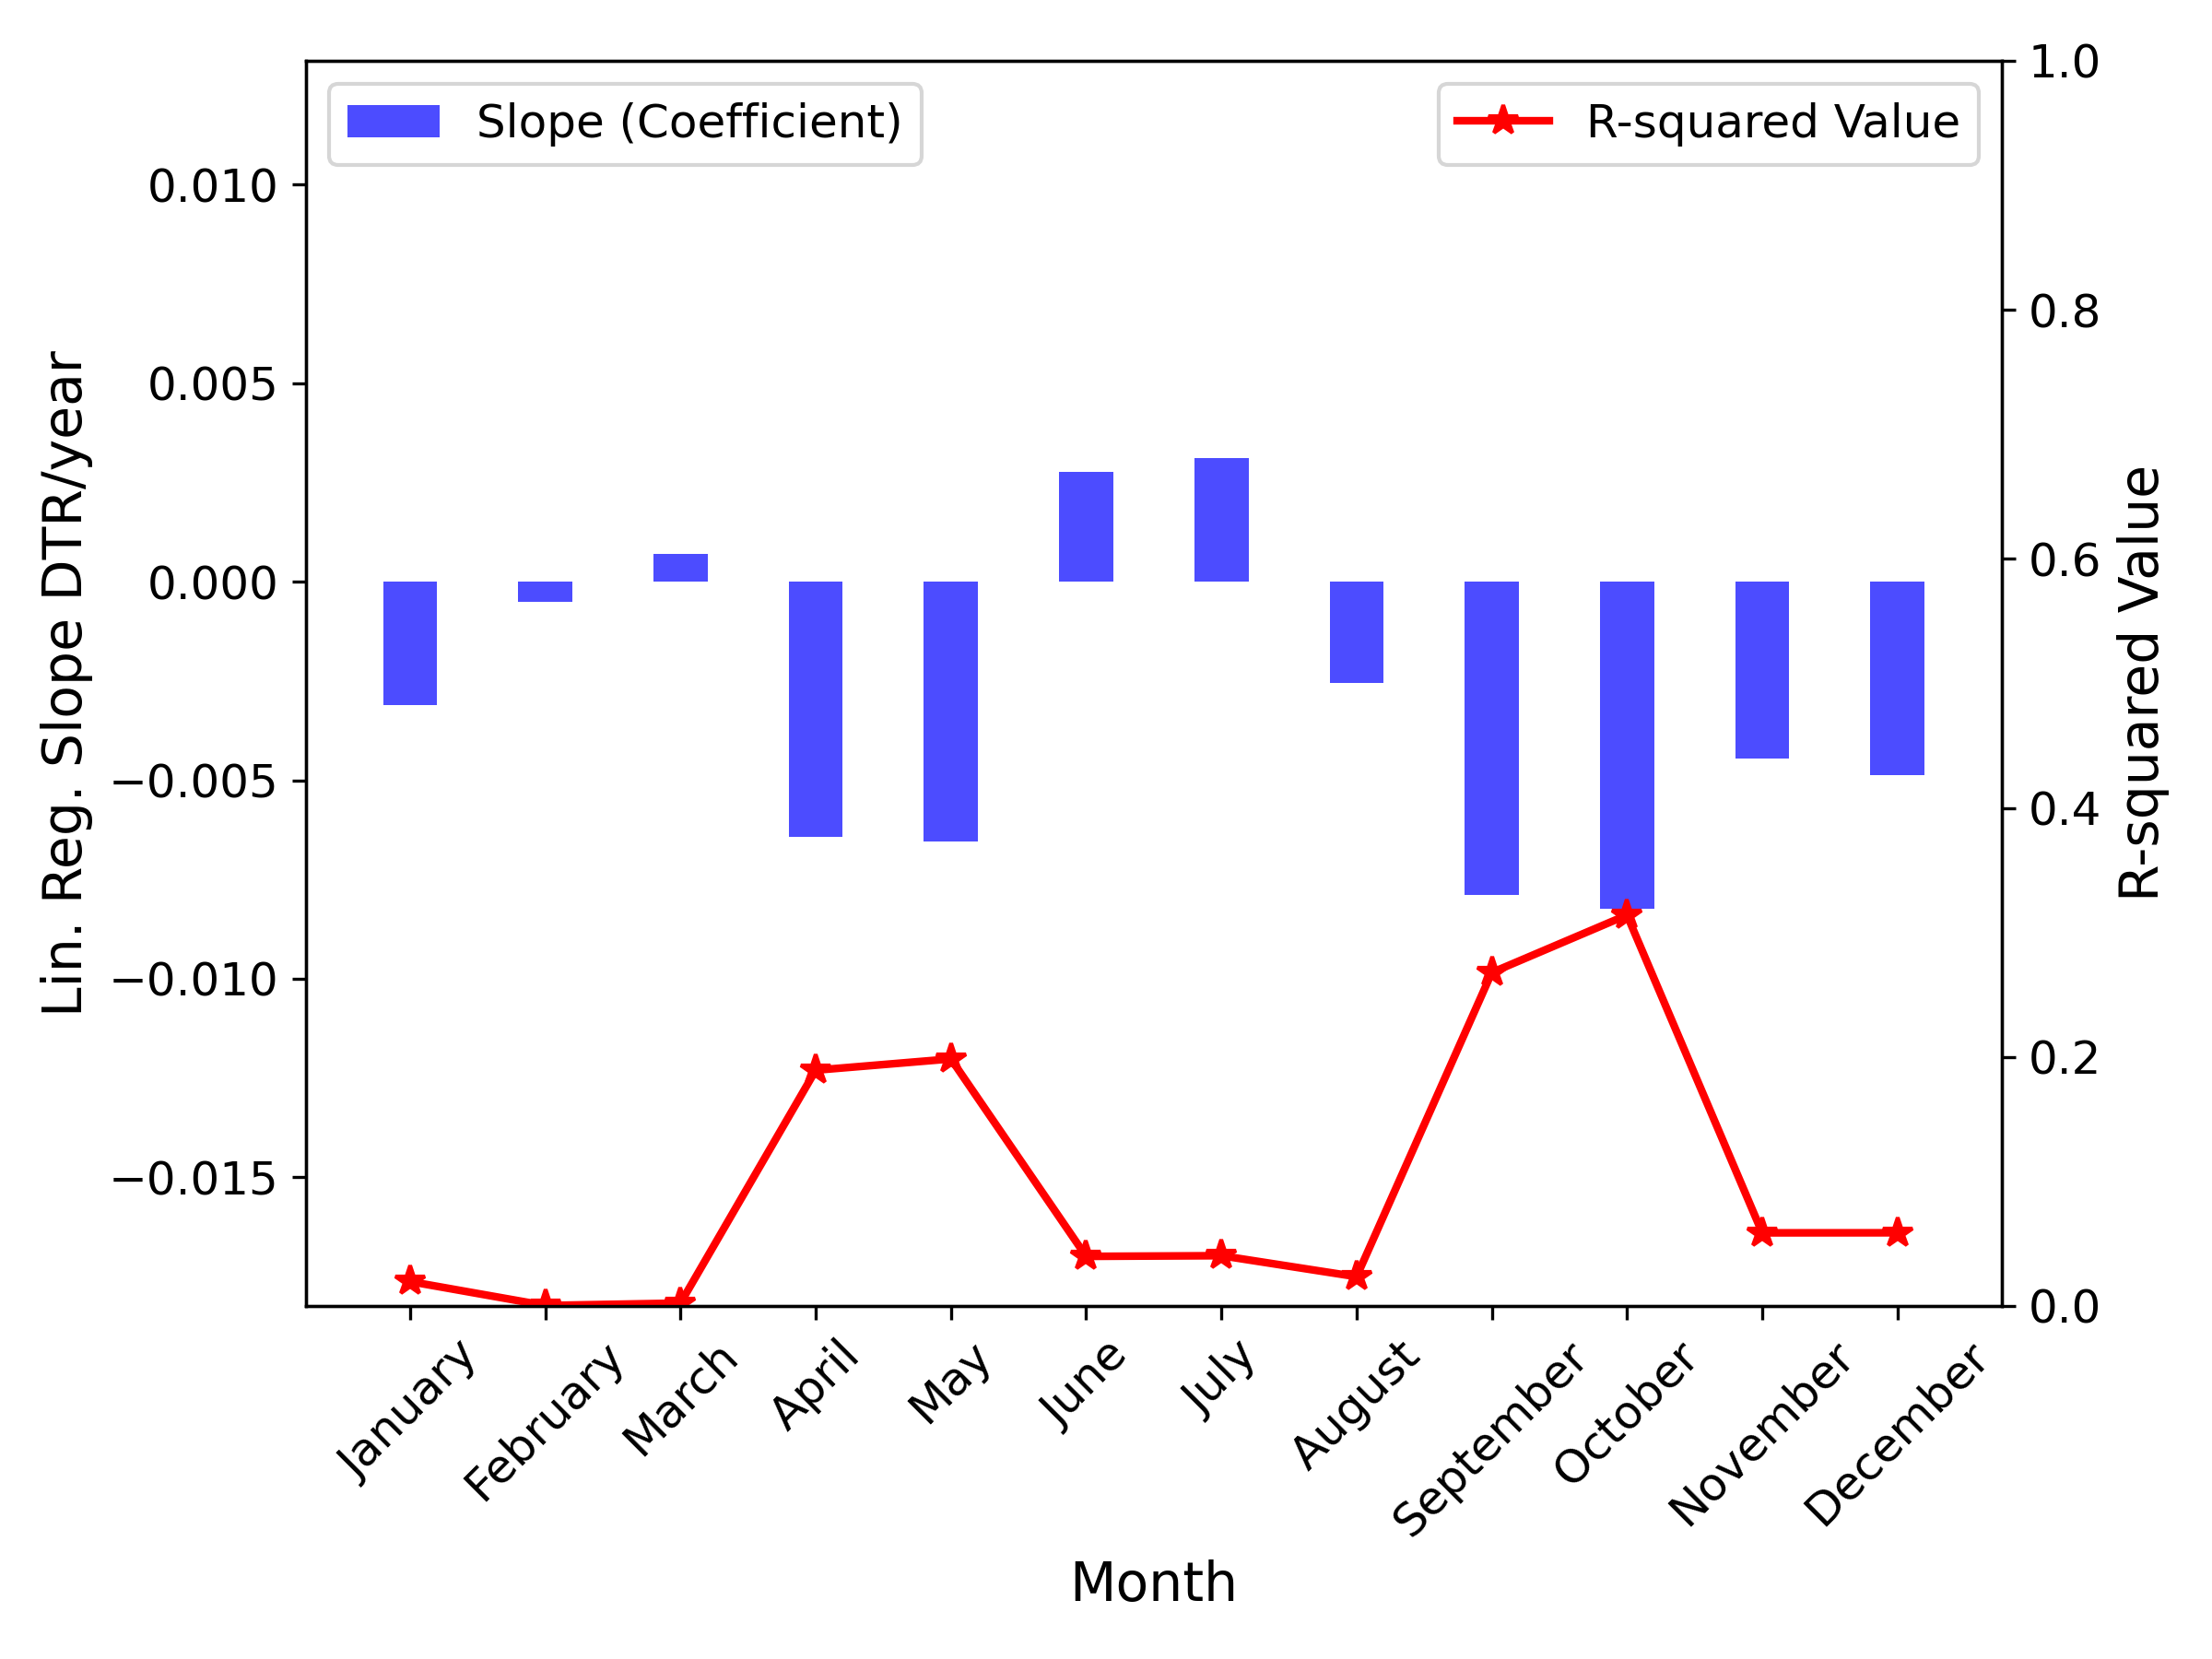 Slope (Coefficient)
R-squared Value
0.010
0.005
0.000
−0.005
−0.010
−0.015
Lin. Reg. Slope DTR/year
1.0
0.8
0.6
0.4
0.2
0.0
R-squared Value
January
February
March
April
May
June
July
August
September
October
November
December
Month